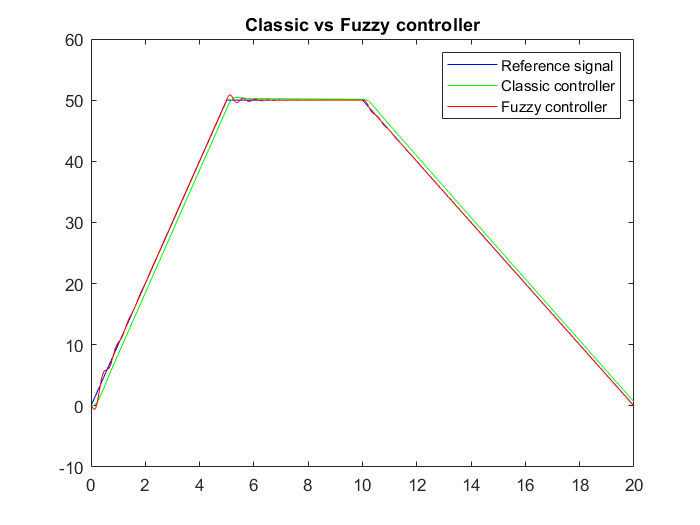 Classic vs Fuzzy controller
60
50
40
30
20
10
0
-10
0 2 4 6 8 10 12 14 16 18 20
Reference signal
Classic controller
Fuzzy controller